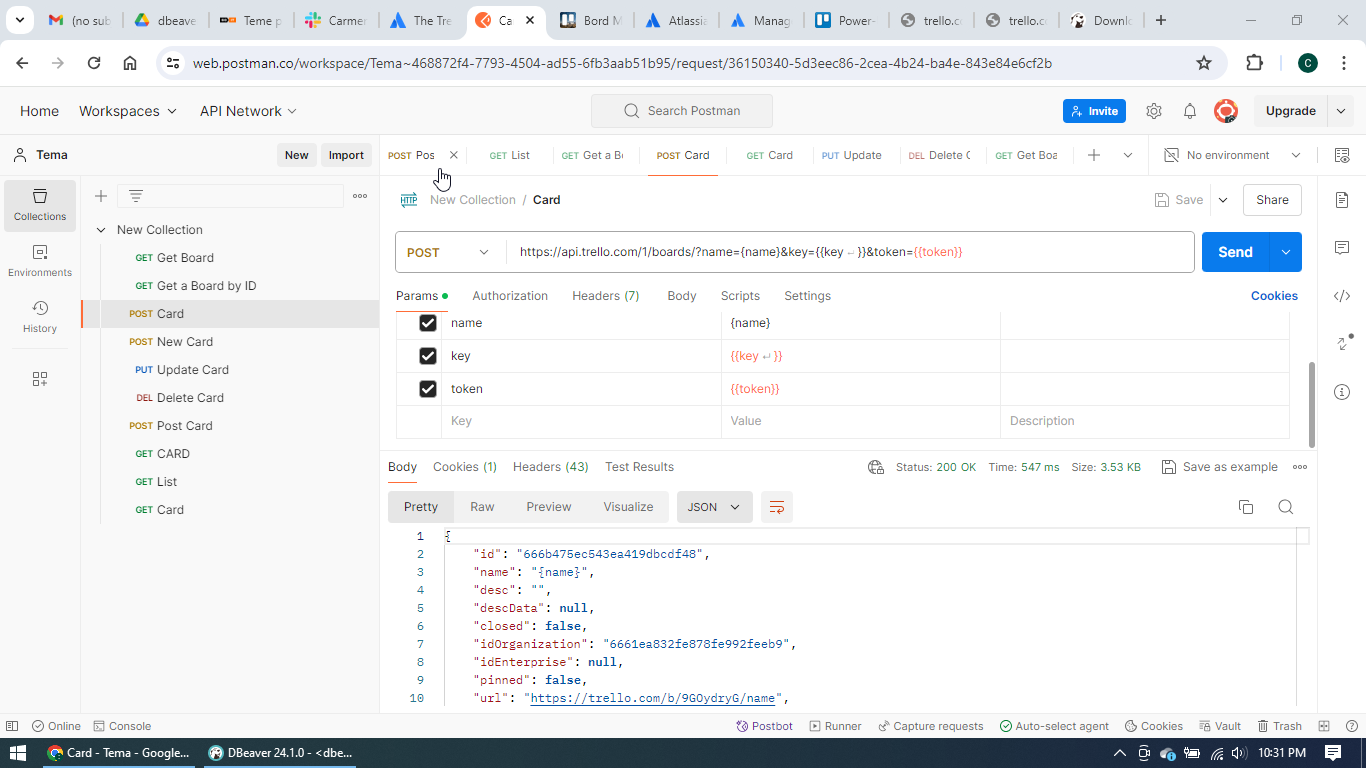 (no sub
dbeave
Teme p
Carmer
The Tre
Ca
Bord M
Atlassia
Manag
Power-
trello.c
trello.c
Downlo
web.postman.co/workspace/Tema~468872f4-7793-4504-ad55-6fb3aab51b95/request/36150340-5d3eec86-2cea-4b24-ba4e-843e84e6cf2b
C
Home
Workspaces
API Network
Search Postman
Invite
Upgrade
Tema
New
Import
POST Pos
GET List
GET Get a Bo
POST Card
GET Card
PUT Update
DEL Delete C
GET Get Boa
No environment
Collections
Environments
History
New Collection
GET Get Board
GET Get a Board by ID
POST Card
POST New Card
PUT Update Card
DEL Delete Card
POST Post Card
GET CARD
GET List
GET Card
HTTP New Collection / Card
Save
Share
POST
https://api.trello.com/1/boards/?name={name}&key={{key ↵}}&token={{token}}
Send
Params
Authorization
Headers (7)
Body
Scripts
Settings
Cookies
name {name}
key {{key ↵}}
token {{token}}
Key Value Description
Body
Cookies (1)
Headers (43)
Test Results
Status: 200 OK
Time: 547 ms
Size: 3.53 KB
Save as example
Pretty
Raw
Preview
Visualize
JSON
1 {
2 "id": "666b475ec543ea419dbcdf48",
3 "name": "{name}",
4 "desc": "",
5 "descData": null,
6 "closed": false,
7 "idOrganization": "6661ea832fe878fe992feeb9",
8 "idEnterprise": null,
9 "pinned": false,
10 "url": "https://trello.com/b/9GOydryG/name",
Online
Console
Postbot
Runner
Capture requests
Auto-select agent
Cookies
Vault
Trash
Card - Tema - Google...
DBeaver 24.1.0 - <dbe...
10:31 PM